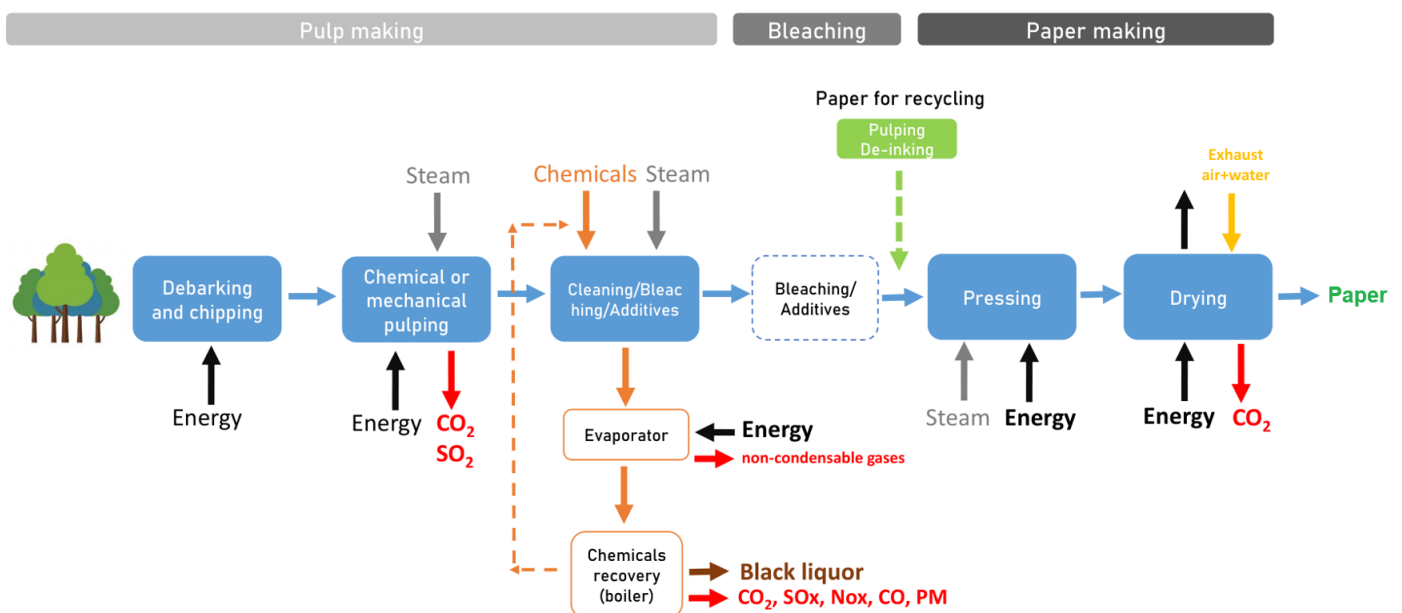 Pulp making
Bleaching
Paper making
Paper for recycling
Pulping
De-inking
Steam
Chemicals
Steam
Exhaust
air+water
Debarking
and chipping
Chemical or
mechanical
pulping
Cleaning/Bleac
hing/Additives
Bleaching/
Additives
Pressing
Drying
Paper
Energy
Energy
CO₂
SO₂
Steam
Energy
Energy
CO₂
Evaporator
Energy
non-condensable gases
Chemicals
recovery
(boiler)
Black liquor
CO₂, SOx, Nox, CO, PM